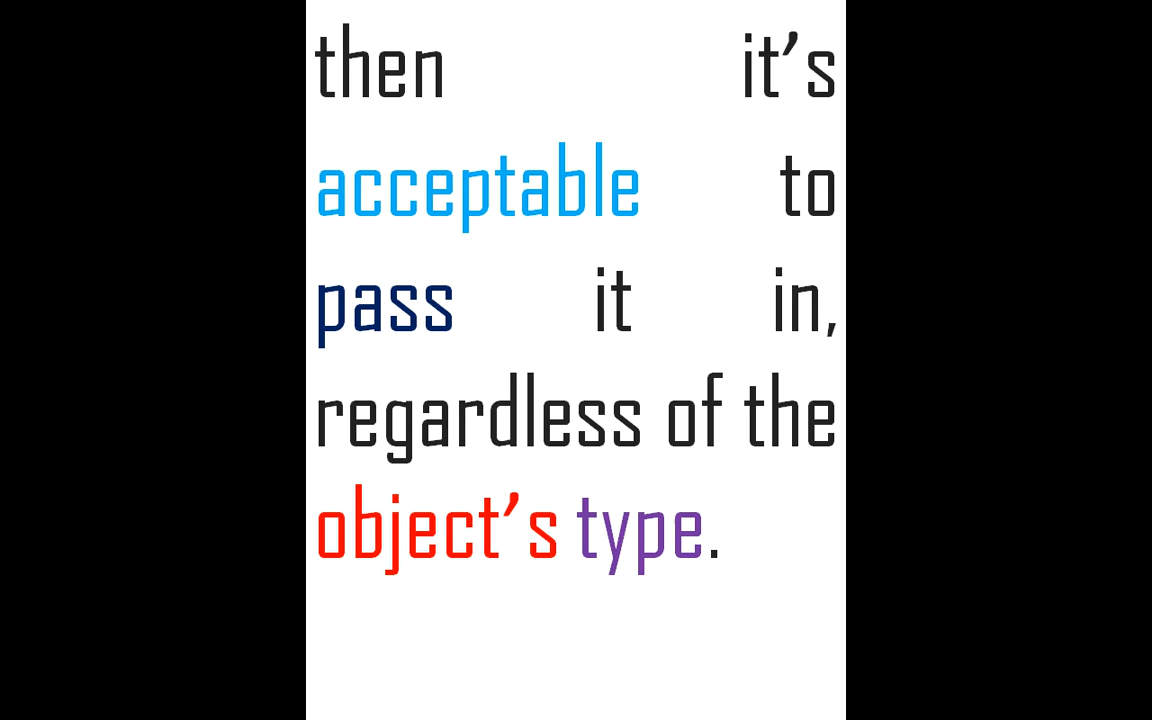 then it’s
acceptable to
pass it in,
regardless of the
object’s type.